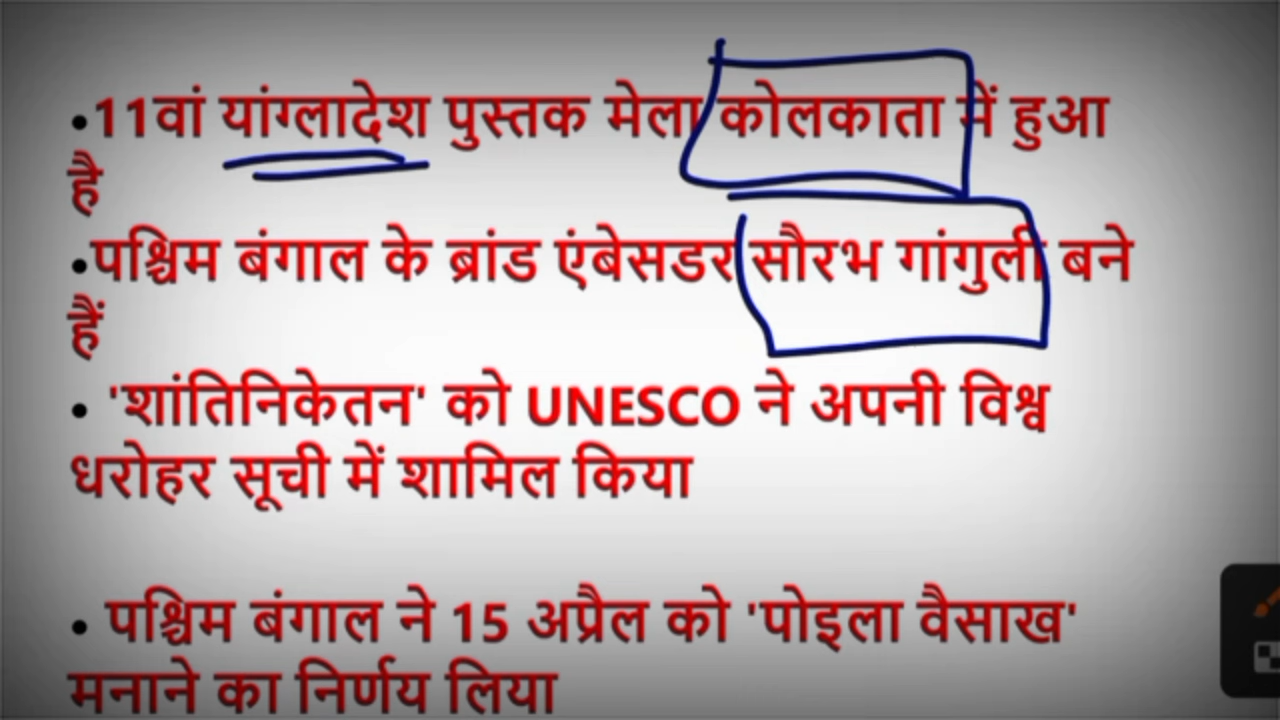 •11वां यांग्लादेश पुस्तक मेला कोलकाता में हुआ
है
•पश्चिम बंगाल के ब्रांड एंबेसडर सौरभ गांगुली बने
हैं
• 'शांतिनिकेतन' को UNESCO ने अपनी विश्व
धरोहर सूची में शामिल किया
• पश्चिम बंगाल ने 15 अप्रैल को 'पोइला वैसाख'
मनाने का निर्णय लिया